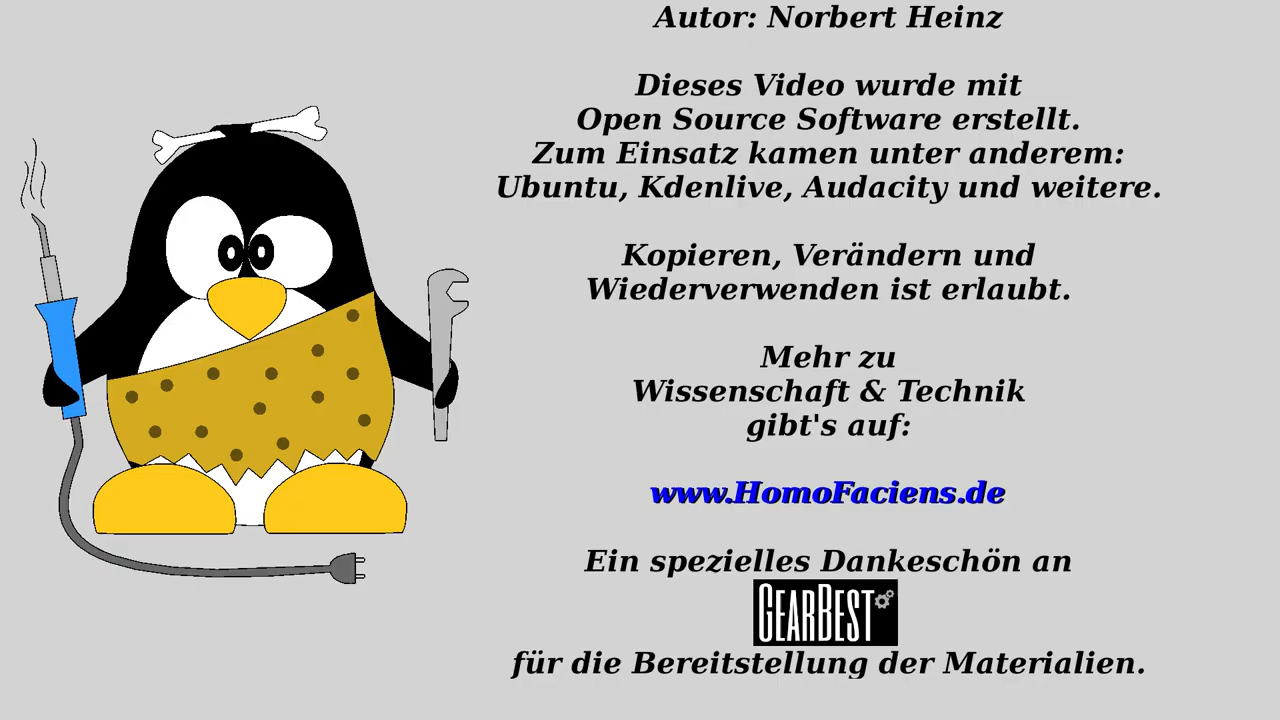 Autor: Norbert Heinz
Dieses Video wurde mit
Open Source Software erstellt.
Zum Einsatz kamen unter anderem:
Ubuntu, Kdenlive, Audacity und weitere.
Kopieren, Verändern und
Wiederverwenden ist erlaubt.
Mehr zu
Wissenschaft & Technik
gibt's auf:
www.HomoFaciens.de
Ein spezielles Dankeschön an
GEARBEST
für die Bereitstellung der Materialien.